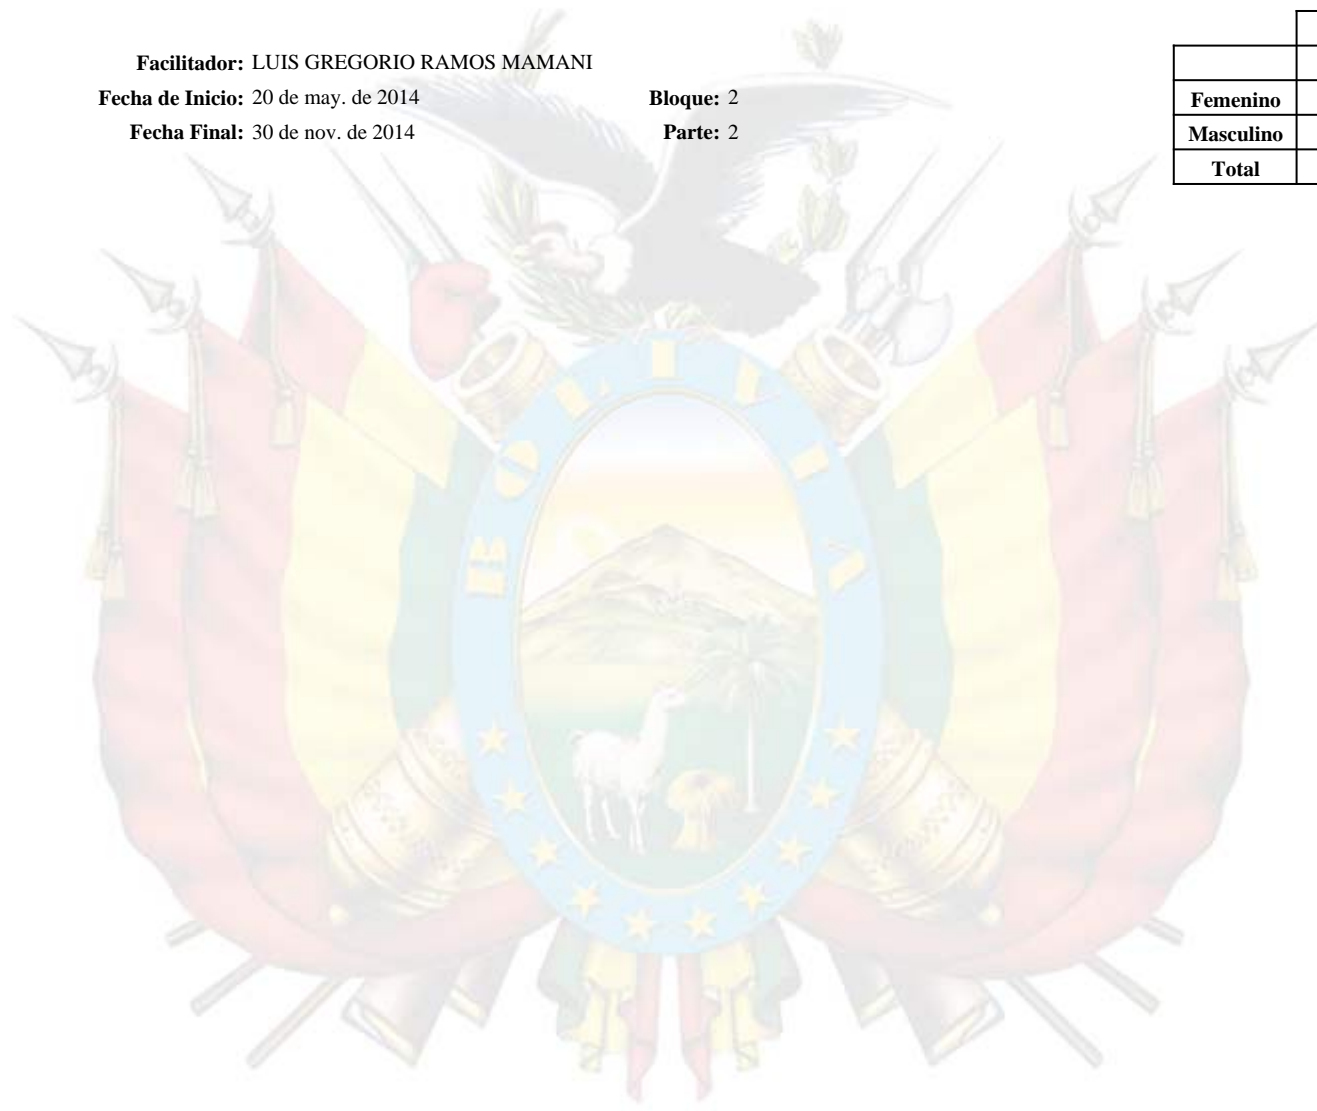 Facilitador: LUIS GREGORIO RAMOS MAMANI
Fecha de Inicio: 20 de may. de 2014 Bloque: 2
Fecha Final: 30 de nov. de 2014 Parte: 2
Femenino
Masculino
Total
BOLIVIA